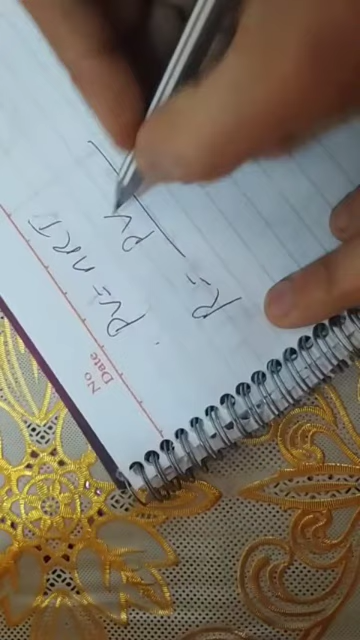 No
Date
PV = nRT
R = PV